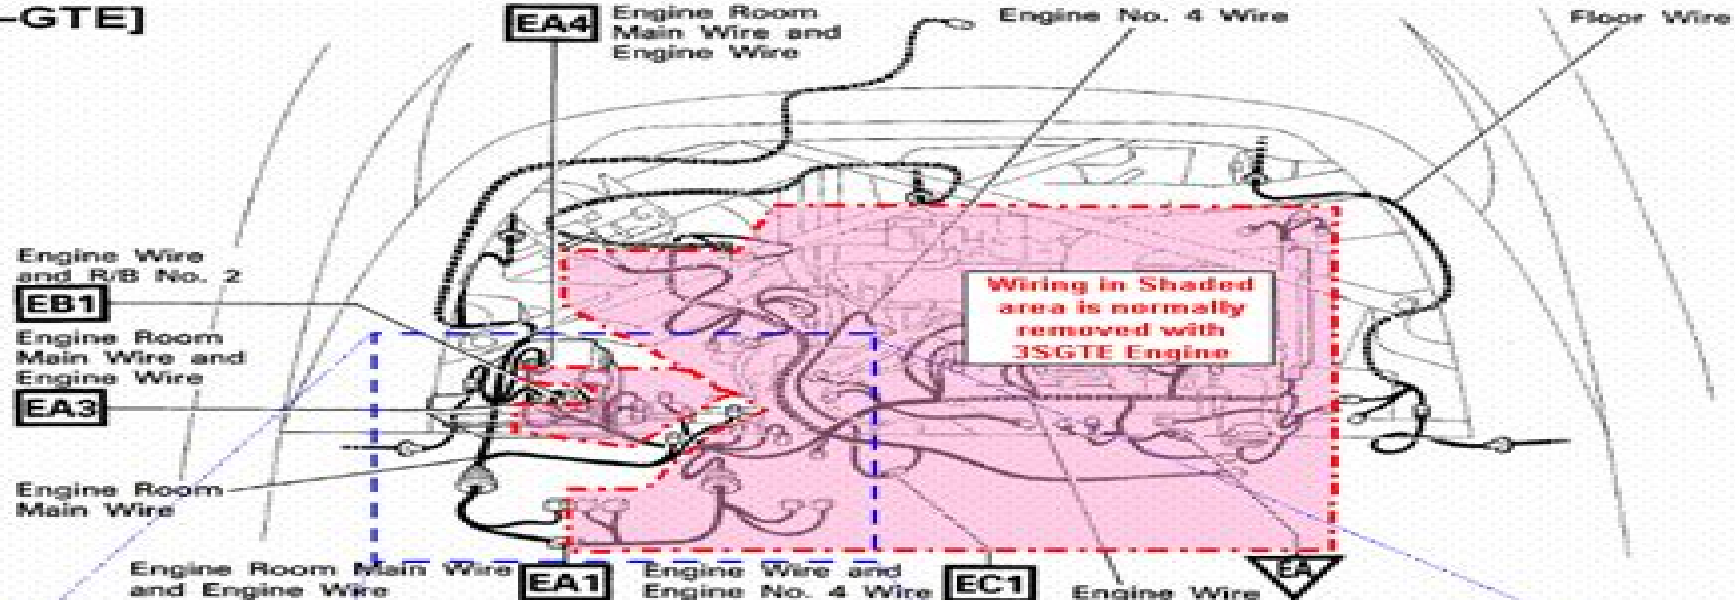 -GTE]
EA4
Engine Room
Main Wire and
Engine Wire
Engine No. 4 Wire
Floor Wire
Engine Wire
and R/B No. 2
EB1
Engine Room
Main Wire and
Engine Wire
EA3
Wiring in Shaded
area is normally
removed with
3SGTE Engine
Engine Room
Main Wire
Engine Room Main Wire
and Engine Wire
EA1
Engine Wire and
Engine No. 4 Wire
EC1
Engine Wire
EA